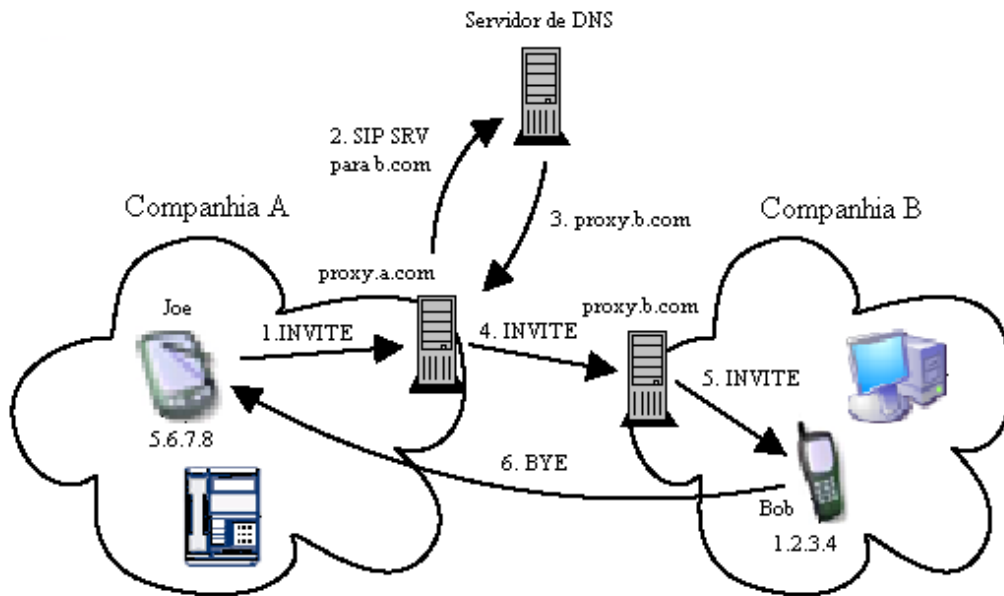 Servidor de DNS
2. SIP SRV
para b.com
Companhia A
Companhia B
3. proxy.b.com
proxy.a.com
proxy.b.com
Joe
1.INVITE
4. INVITE
5. INVITE
5.6.7.8
6. BYE
Bob
1.2.3.4